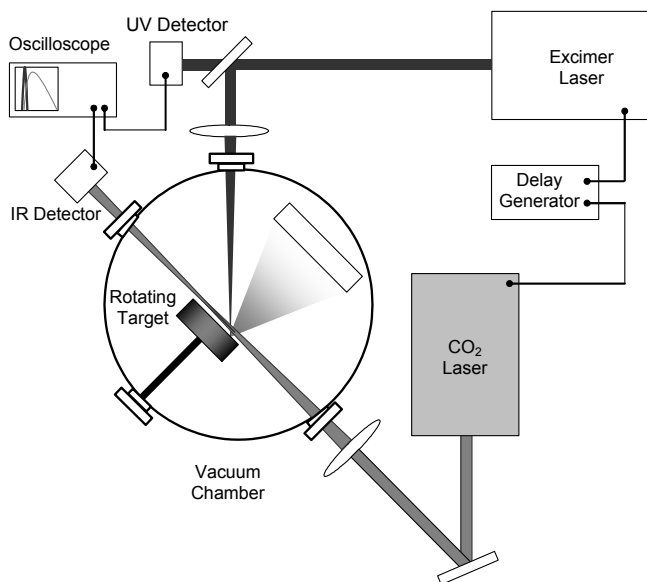 UV Detector
Oscilloscope
Excimer
Laser
Delay
Generator
IR Detector
Rotating
Target
CO₂
Laser
Vacuum
Chamber